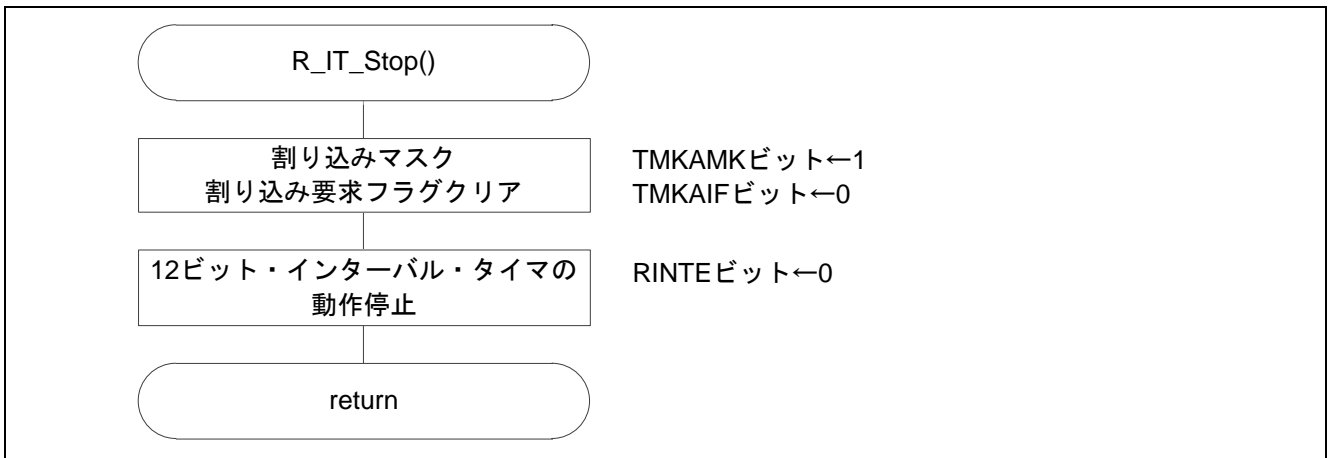 R_IT_Stop()
割り込みマスク
割り込み要求フラグクリア
TMKAMKビット←1
TMKAIFビット←0
12ビット・インターバル・タイマの
動作停止
RINTEビット←0
return